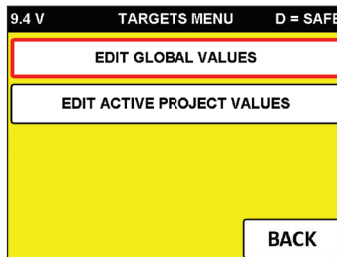 9.4 V TARGETS MENU D = SAFE
EDIT GLOBAL VALUES
EDIT ACTIVE PROJECT VALUES
BACK